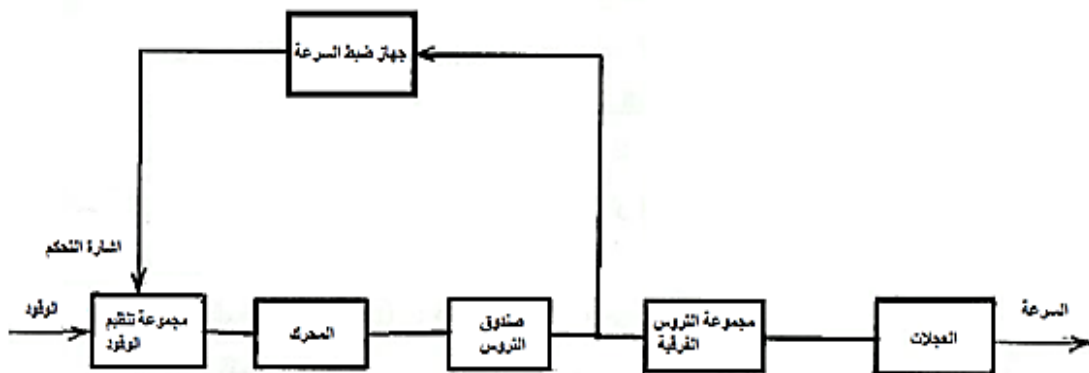 جهاز ضبط السرعة
اشارة التحكم
الوقود
مجموعة تنظيم
الوقود
المحرك
صندوق
التروس
مجموعة التروس
الفرقية
العجلات
السرعة